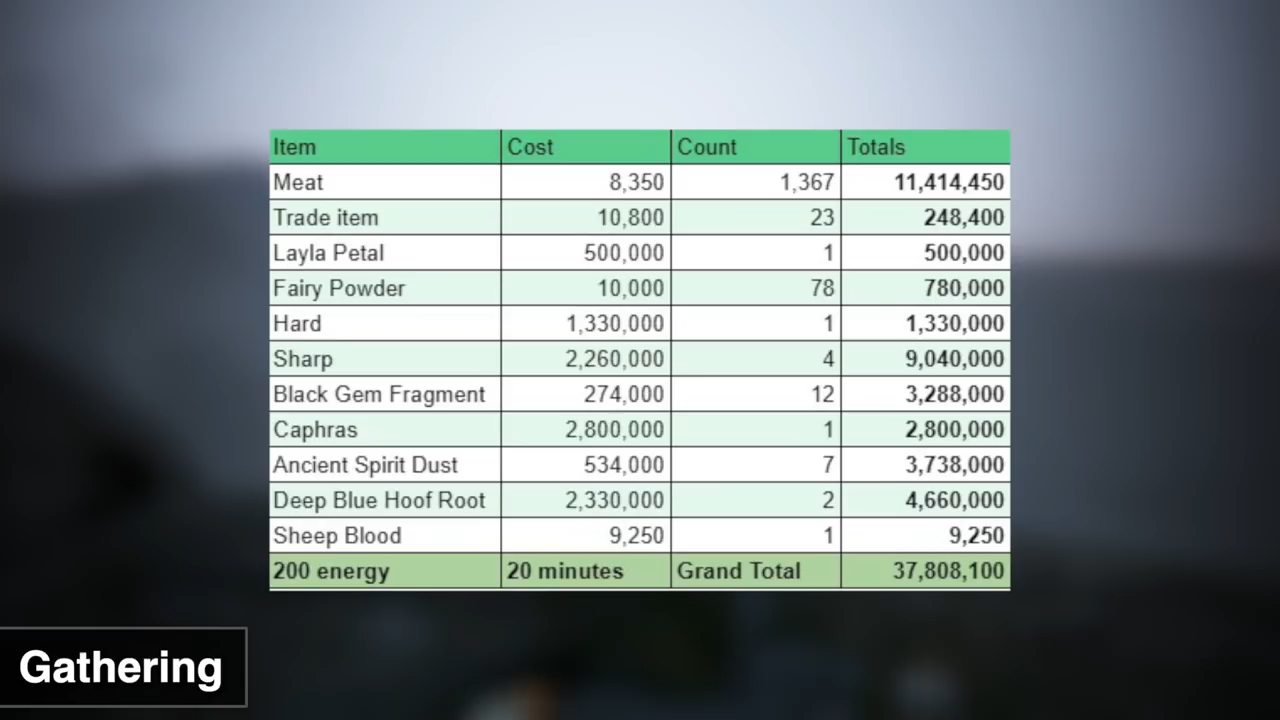 Item Cost Count Totals
Meat 8,350 1,367 11,414,450
Trade item 10,800 23 248,400
Layla Petal 500,000 1 500,000
Fairy Powder 10,000 78 780,000
Hard 1,330,000 1 1,330,000
Sharp 2,260,000 4 9,040,000
Black Gem Fragment 274,000 12 3,288,000
Caphras 2,800,000 1 2,800,000
Ancient Spirit Dust 534,000 7 3,738,000
Deep Blue Hoof Root 2,330,000 2 4,660,000
Sheep Blood 9,250 1 9,250
200 energy 20 minutes Grand Total 37,808,100
Gathering